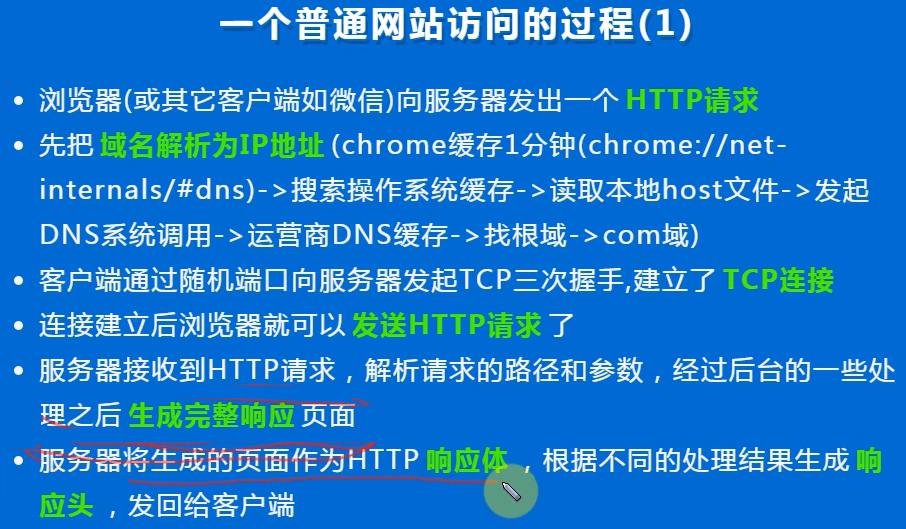 一个普通网站访问的过程(1)
浏览器(或其它客户端如微信)向服务器发出一个 HTTP请求
先把 域名解析为IP地址 (chrome缓存1分钟(chrome://net-
internals/#dns)->搜索操作系统缓存->读取本地host文件->发起
DNS系统调用->运营商DNS缓存->找根域->com域)
客户端通过随机端口向服务器发起TCP三次握手,建立了 TCP连接
连接建立后浏览器就可以 发送HTTP请求 了
服务器接收到HTTP请求，解析请求的路径和参数，经过后台的一些处
理之后 生成完整响应 页面
服务器将生成的页面作为HTTP 响应体 ，根据不同的处理结果生成 响
应头 ，发回给客户端